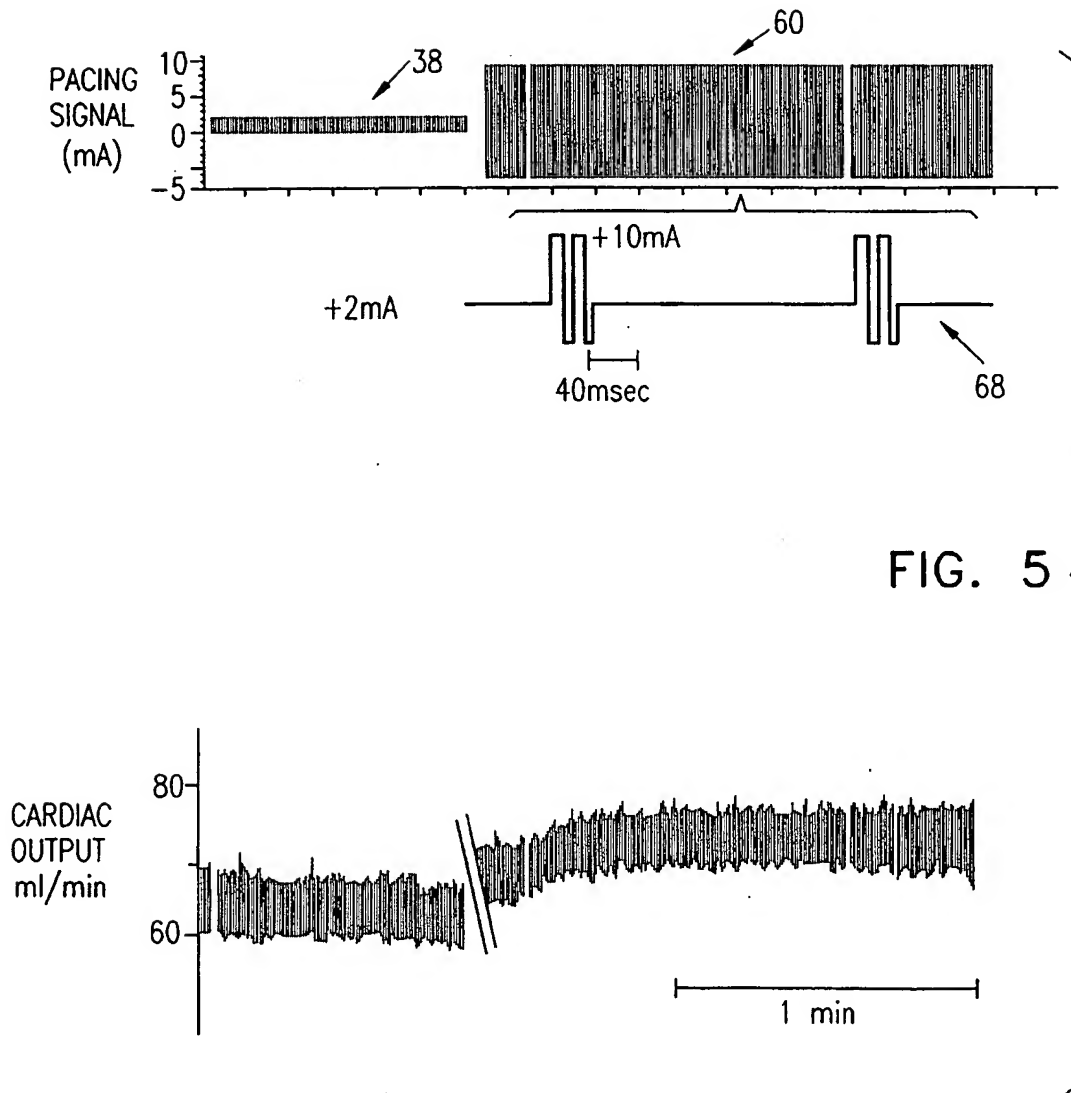 60
38
PACING
SIGNAL
(mA)
10
5
0
-5
+10mA
+2mA
40msec
68
FIG. 5
80
CARDIAC
OUTPUT
ml/min
60
1 min